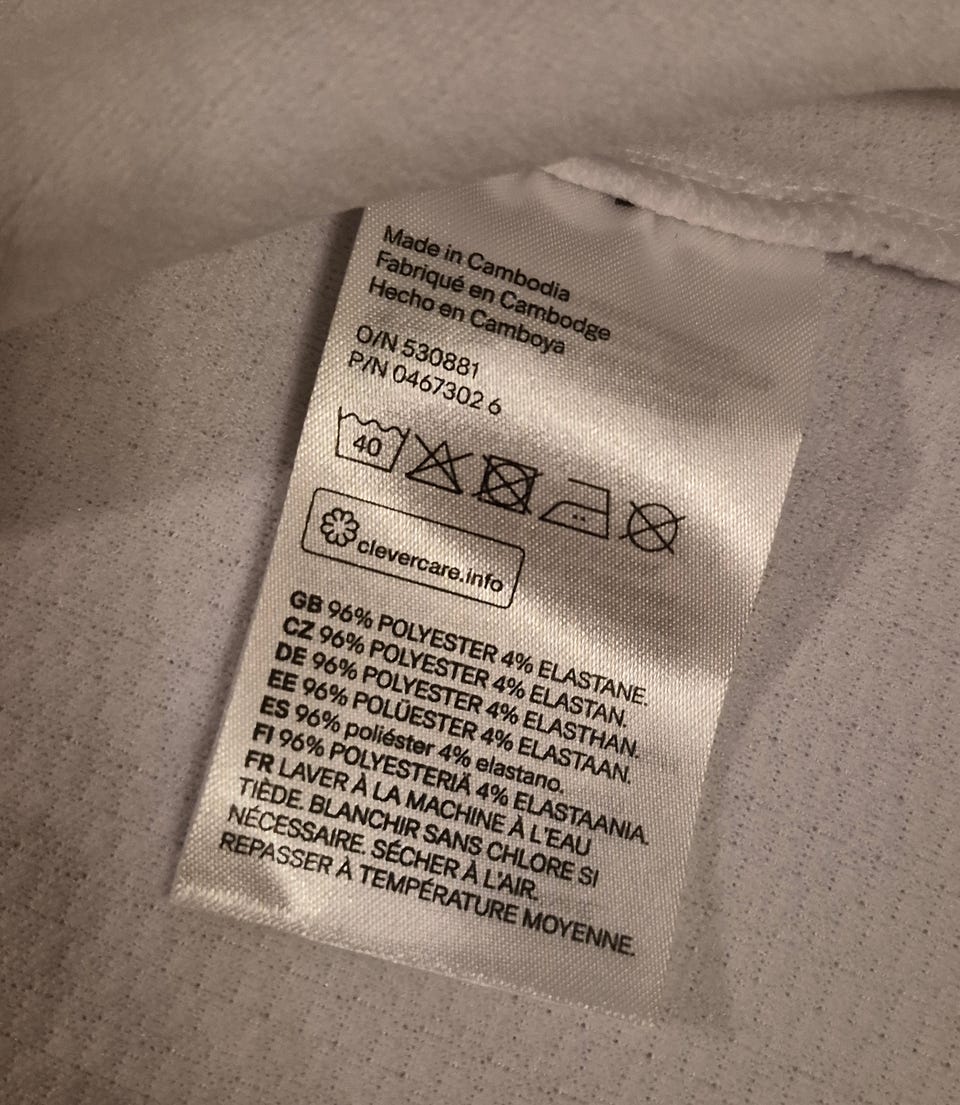 Made in Cambodia
Fabriqué en Cambodge
Hecho en Camboya
O/N 530881
P/N 0467302 6
40
clevercare.info
GB 96% POLYESTER 4% ELASTANE.
CZ 96% POLYESTER 4% ELASTAN.
DE 96% POLYESTER 4% ELASTHAN.
EE 96% POLÜESTER 4% ELASTAAN.
ES 96% poliéster 4% elastano.
FI 96% POLYESTERIÄ 4% ELASTAANIA.
FR LAVER À LA MACHINE À L'EAU
TIÈDE. BLANCHIR SANS CHLORE SI
NÉCESSAIRE. SÉCHER À L'AIR.
REPASSER À TEMPÉRATURE MOYENNE.